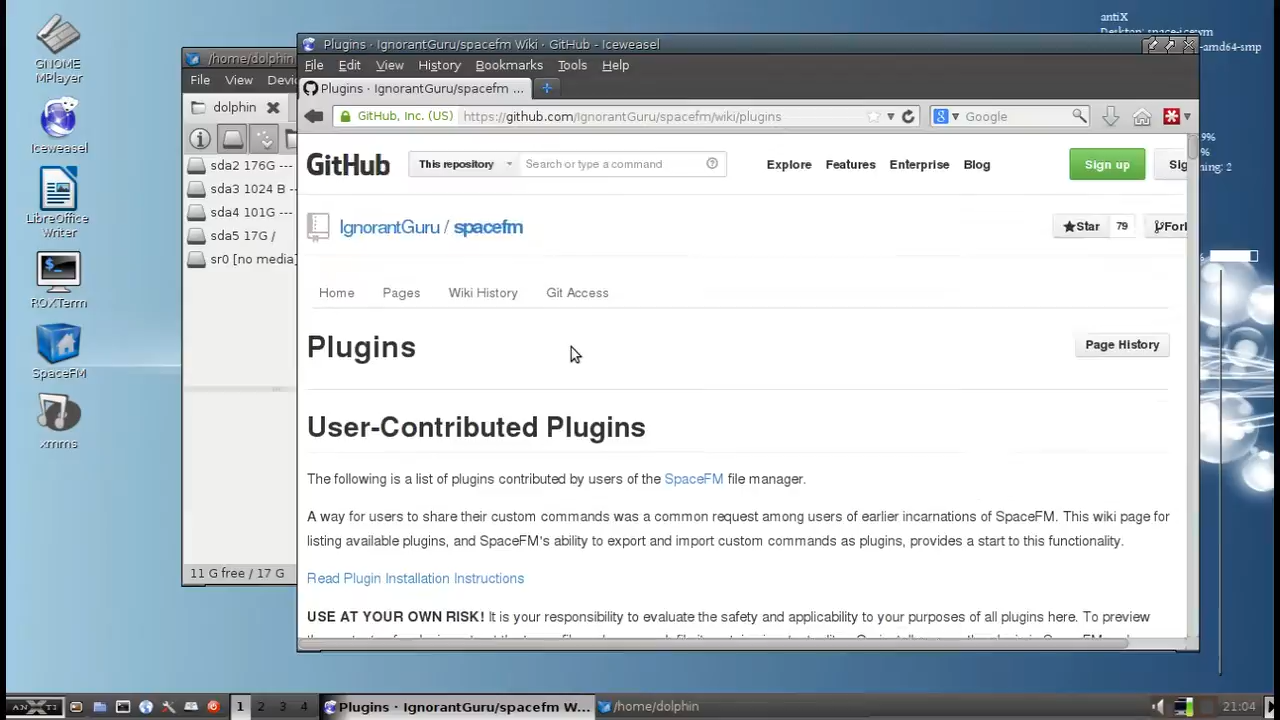 GNOME
MPlayer
Iceweasel
LibreOffice
Writer
ROXTerm
SpaceFM
xmms
antiX
-amd64-smp
/home/dolphin
File View
dolphin
sda2 176G ---
sda3 1024 B --
sda4 101G ---
sda5 17G /
sr0 [no media]
11 G free / 17 G
Plugins · IgnorantGuru/spacefm Wiki · GitHub - Iceweasel
File Edit View History Bookmarks Tools Help
Plugins · IgnorantGuru/spacefm ...
GitHub, Inc. (US) https://github.com/IgnorantGuru/spacefm/wiki/plugins Google
GitHub This repository Search or type a command Explore Features Enterprise Blog Sign up Sig
IgnorantGuru / spacefm Star 79 Fork
Home Pages Wiki History Git Access
Plugins Page History
User-Contributed Plugins
The following is a list of plugins contributed by users of the SpaceFM file manager.
A way for users to share their custom commands was a common request among users of earlier incarnations of SpaceFM. This wiki page for
listing available plugins, and SpaceFM's ability to export and import custom commands as plugins, provides a start to this functionality.
Read Plugin Installation Instructions
USE AT YOUR OWN RISK! It is your responsibility to evaluate the safety and applicability to your purposes of all plugins here. To preview
1 2 3 4 Plugins · IgnorantGuru/spacefm W... /home/dolphin 21:04